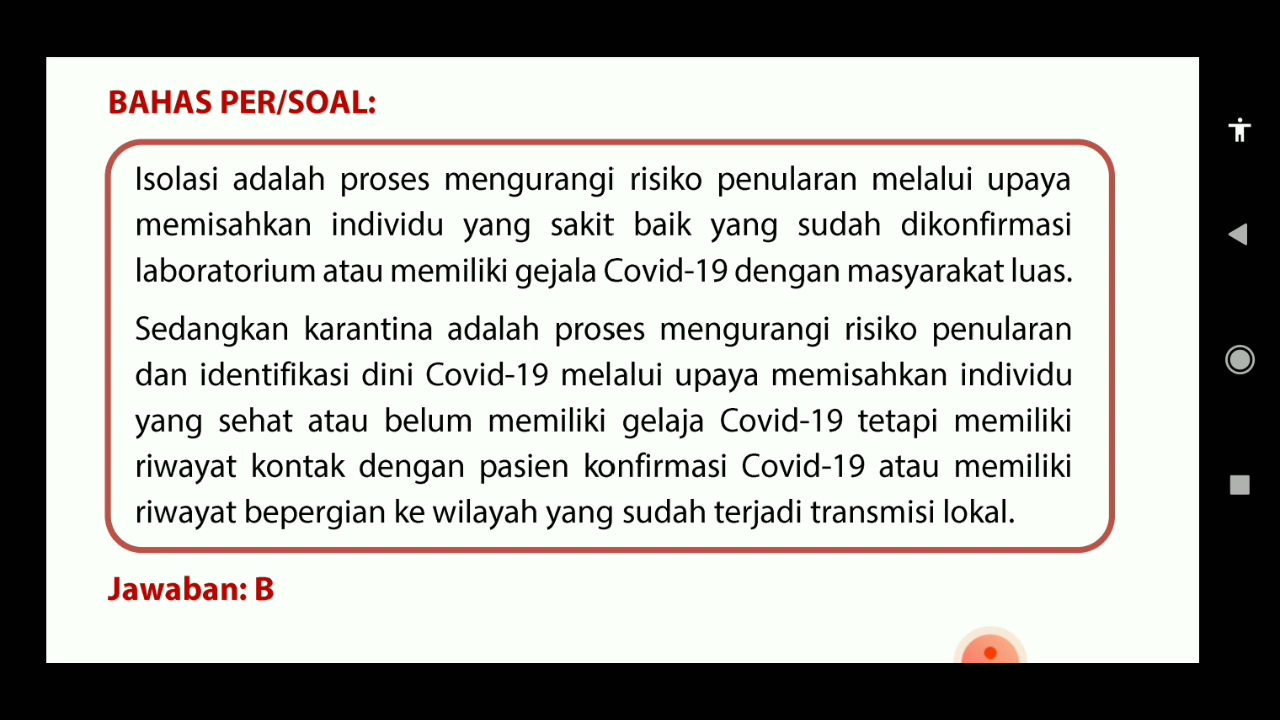 BAHAS PER/SOAL:
Isolasi adalah proses mengurangi risiko penularan melalui upaya
memisahkan individu yang sakit baik yang sudah dikonfirmasi
laboratorium atau memiliki gejala Covid-19 dengan masyarakat luas.
Sedangkan karantina adalah proses mengurangi risiko penularan
dan identifikasi dini Covid-19 melalui upaya memisahkan individu
yang sehat atau belum memiliki gelaja Covid-19 tetapi memiliki
riwayat kontak dengan pasien konfirmasi Covid-19 atau memiliki
riwayat bepergian ke wilayah yang sudah terjadi transmisi lokal.
Jawaban: B